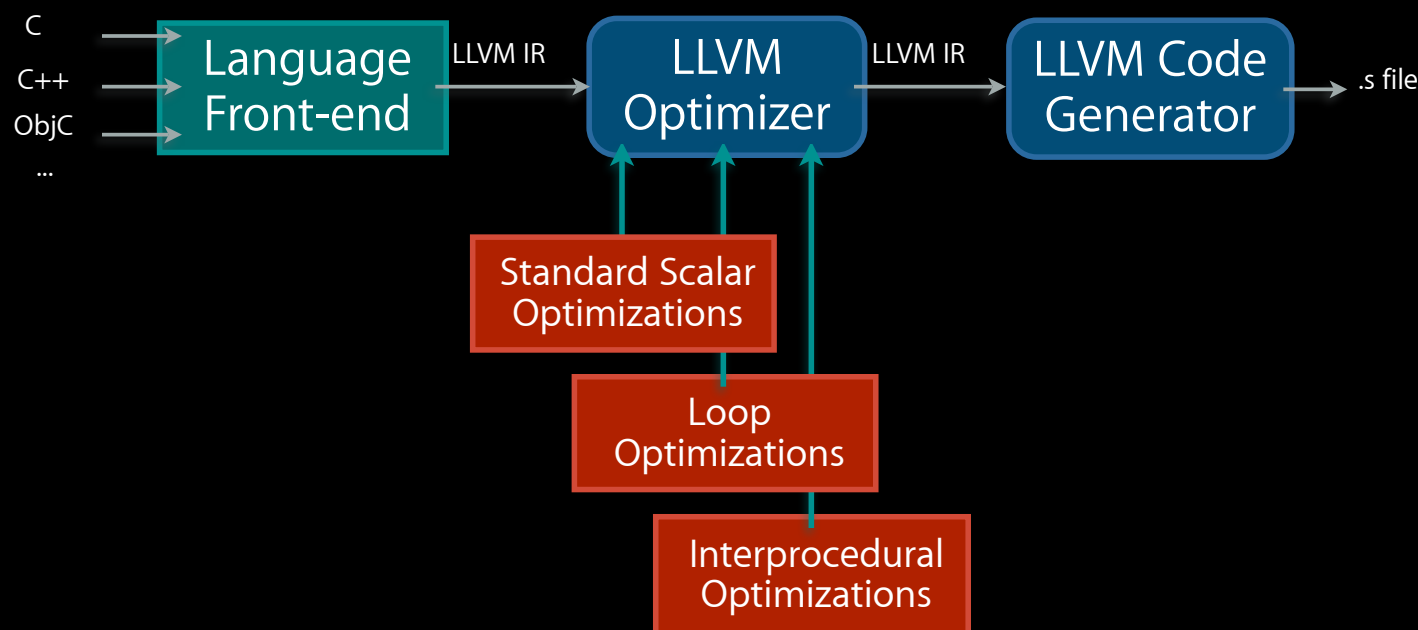 C
C++
ObjC
...
Language
Front-end
LLVM IR
LLVM
Optimizer
LLVM IR
LLVM Code
Generator
.s file
Standard Scalar
Optimizations
Loop
Optimizations
Interprocedural
Optimizations